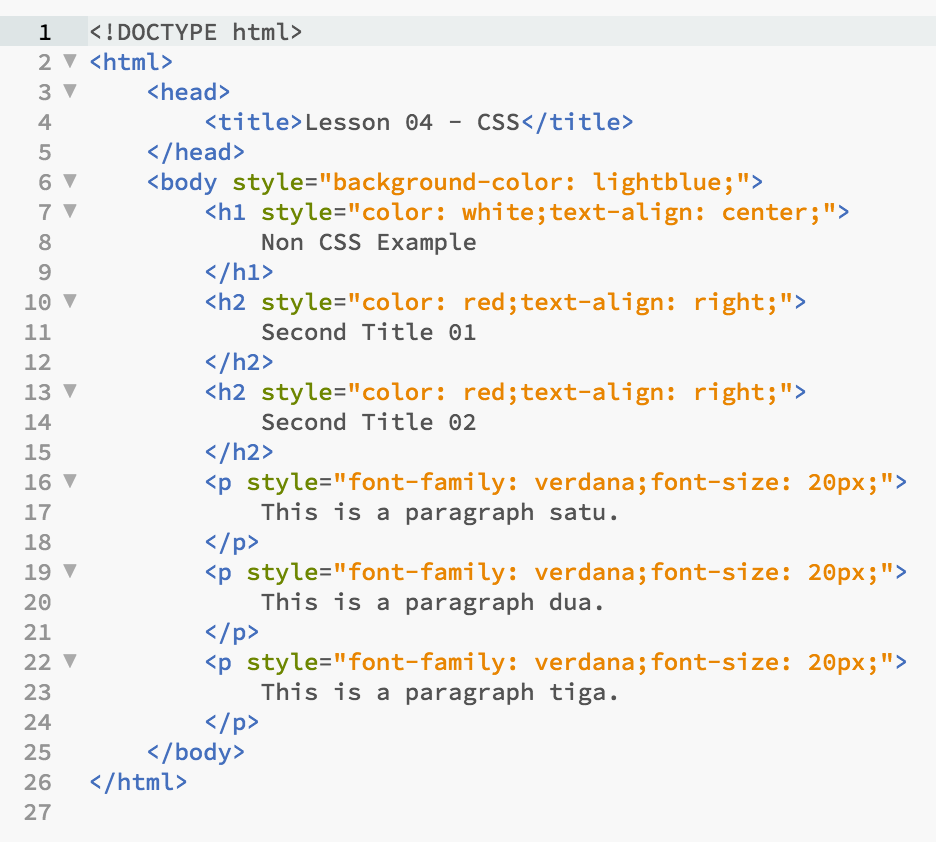 1 <!DOCTYPE html>
2 <html>
3     <head>
4         <title>Lesson 04 - CSS</title>
5     </head>
6     <body style="background-color: lightblue;">
7         <h1 style="color: white;text-align: center;">
8             Non CSS Example
9         </h1>
10         <h2 style="color: red;text-align: right;">
11             Second Title 01
12         </h2>
13         <h2 style="color: red;text-align: right;">
14             Second Title 02
15         </h2>
16         <p style="font-family: verdana;font-size: 20px;">
17             This is a paragraph satu.
18         </p>
19         <p style="font-family: verdana;font-size: 20px;">
20             This is a paragraph dua.
21         </p>
22         <p style="font-family: verdana;font-size: 20px;">
23             This is a paragraph tiga.
24         </p>
25     </body>
26 </html>
27